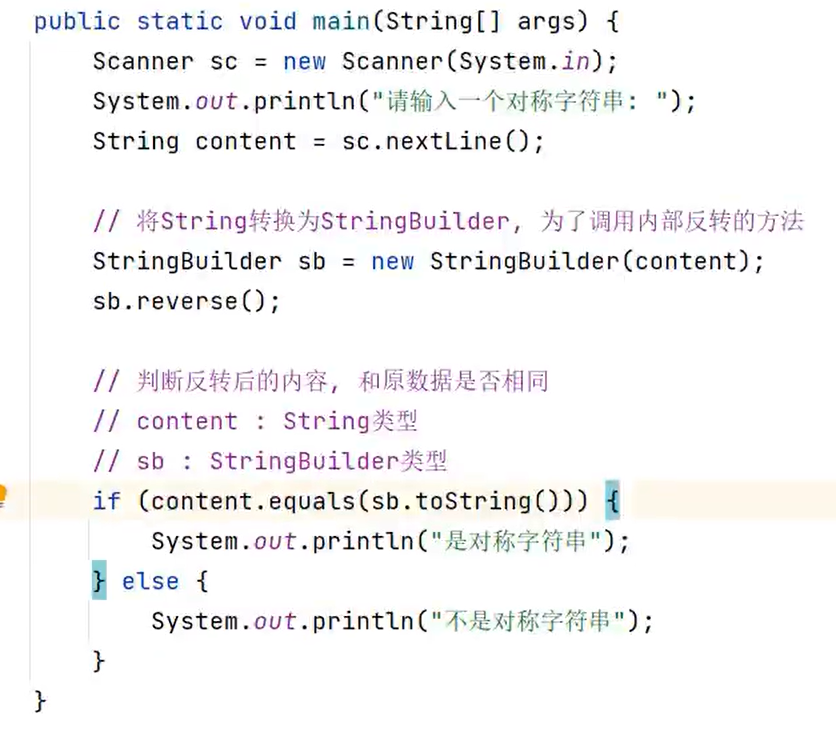 public static void main(String[] args) {
    Scanner sc = new Scanner(System.in);
    System.out.println("请输入一个对称字符串: ");
    String content = sc.nextLine();

    // 将String转换为StringBuilder, 为了调用内部反转的方法
    StringBuilder sb = new StringBuilder(content);
    sb.reverse();

    // 判断反转后的内容, 和原数据是否相同
    // content : String类型
    // sb : StringBuilder类型
    if (content.equals(sb.toString())) {
        System.out.println("是对称字符串");
    } else {
        System.out.println("不是对称字符串");
    }
}